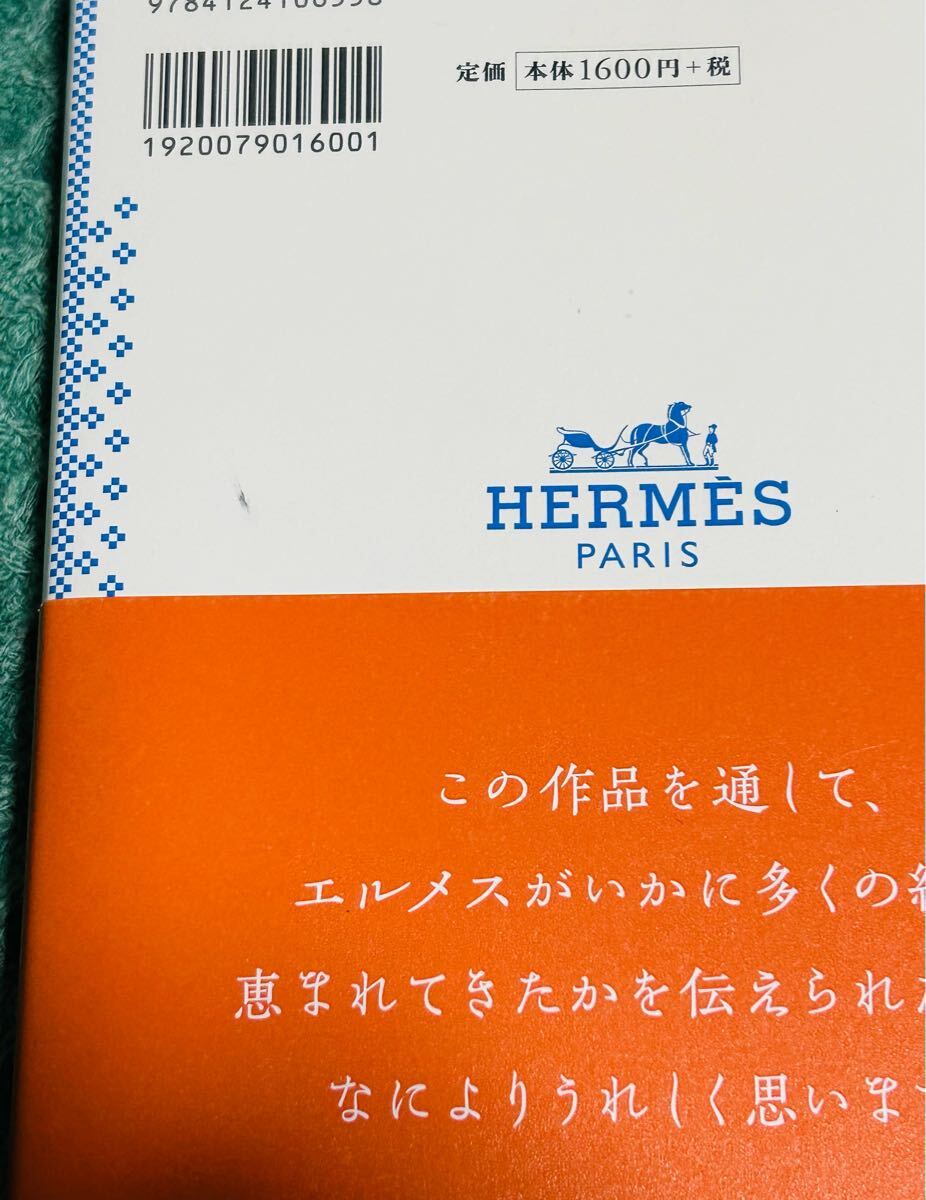 定価 本体1600円+税
1920079016001
HERMÈS
PARIS
この作品を通して、
エルメスがいかに多くの
恵まれてきたかを伝えられ
なによりうれしく思いま